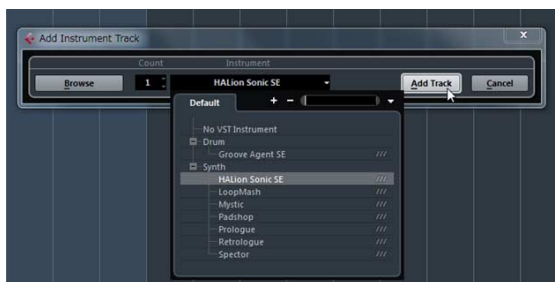 Add Instrument Track
Count Instrument
Browse 1 HALion Sonic SE Add Track Cancel
Default
No VST Instrument
Drum
Groove Agent SE
Synth
HALion Sonic SE
LoopMash
Mystic
Padshop
Prologue
Retrologue
Spector